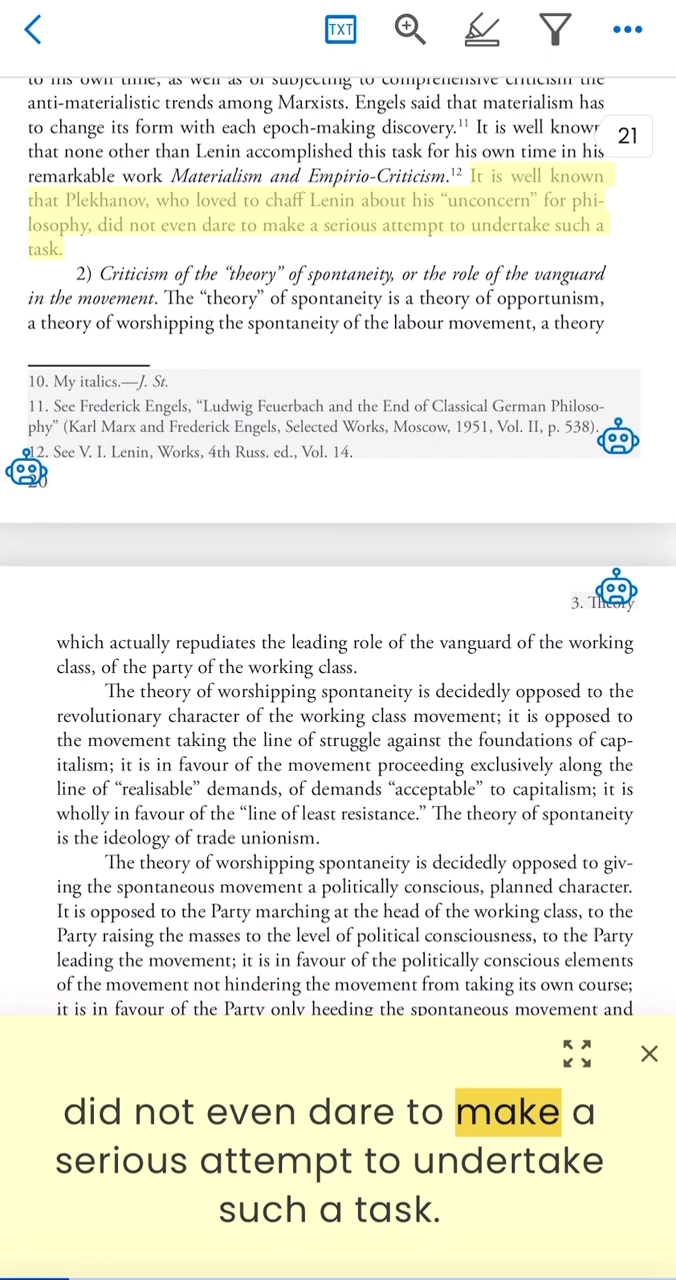 TXT
to his own time, as well as of subjecting to comprehensive criticism the
anti-materialistic trends among Marxists. Engels said that materialism has
to change its form with each epoch-making discovery.¹¹ It is well known
21
that none other than Lenin accomplished this task for his own time in his
remarkable work Materialism and Empirio-Criticism.¹² It is well known
that Plekhanov, who loved to chaff Lenin about his “unconcern” for phi-
losophy, did not even dare to make a serious attempt to undertake such a
task.
2) Criticism of the “theory” of spontaneity, or the role of the vanguard
in the movement. The “theory” of spontaneity is a theory of opportunism,
a theory of worshipping the spontaneity of the labour movement, a theory
10. My italics.—J. St.
11. See Frederick Engels, “Ludwig Feuerbach and the End of Classical German Philoso-
phy” (Karl Marx and Frederick Engels, Selected Works, Moscow, 1951, Vol. II, p. 538).
12. See V. I. Lenin, Works, 4th Russ. ed., Vol. 14.
20
3. Theory
which actually repudiates the leading role of the vanguard of the working
class, of the party of the working class.
The theory of worshipping spontaneity is decidedly opposed to the
revolutionary character of the working class movement; it is opposed to
the movement taking the line of struggle against the foundations of cap-
italism; it is in favour of the movement proceeding exclusively along the
line of “realisable” demands, of demands “acceptable” to capitalism; it is
wholly in favour of the “line of least resistance.” The theory of spontaneity
is the ideology of trade unionism.
The theory of worshipping spontaneity is decidedly opposed to giv-
ing the spontaneous movement a politically conscious, planned character.
It is opposed to the Party marching at the head of the working class, to the
Party raising the masses to the level of political consciousness, to the Party
leading the movement; it is in favour of the politically conscious elements
of the movement not hindering the movement from taking its own course;
it is in favour of the Party only heeding the spontaneous movement and
did not even dare to make a
serious attempt to undertake
such a task.